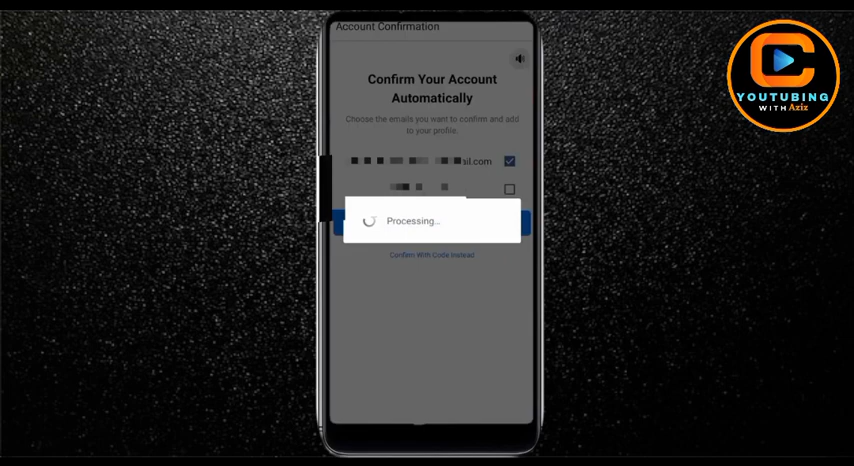 Account Confirmation
Confirm Your Account
Automatically
Choose the emails you want to confirm and add
to your profile.
ail.com
Processing...
Confirm With Code Instead
YOUTUBING
WITH Aziz